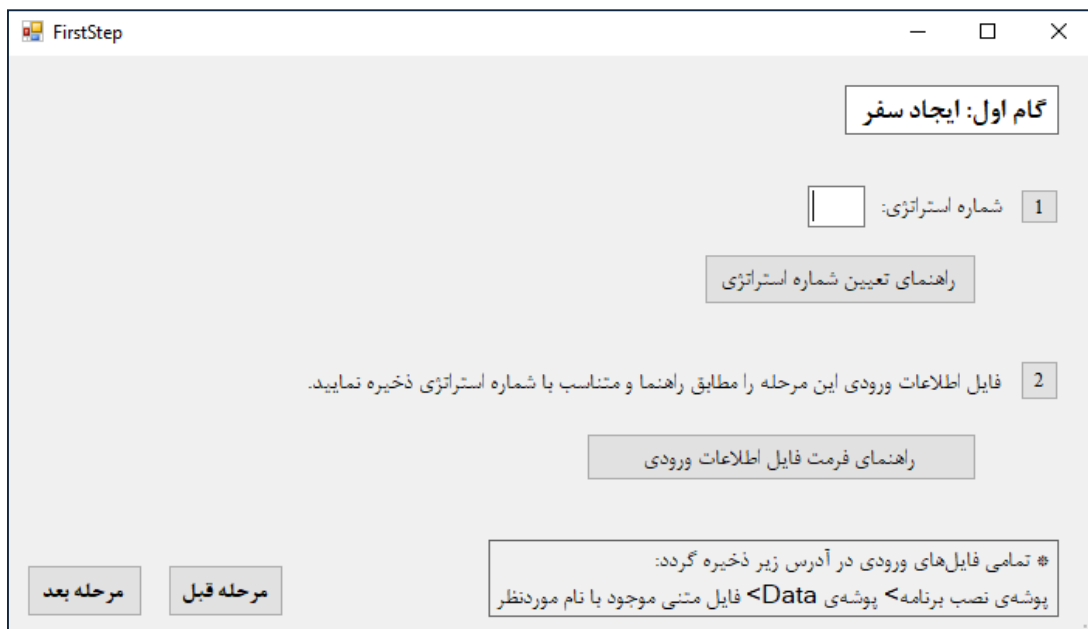 FirstStep
گام اول: ایجاد سفر
1 شماره استراتژی:
راهنمای تعیین شماره استراتژی
2 فایل اطلاعات ورودی این مرحله را مطابق راهنما و متناسب با شماره استراتژی ذخیره نمایید.
راهنمای فرمت فایل اطلاعات ورودی
* تمامی فایل‌های ورودی در آدرس زیر ذخیره گردد:
پوشه‌ی نصب برنامه> پوشه‌ی Data> فایل متنی موجود با نام موردنظر
مرحله قبل
مرحله بعد